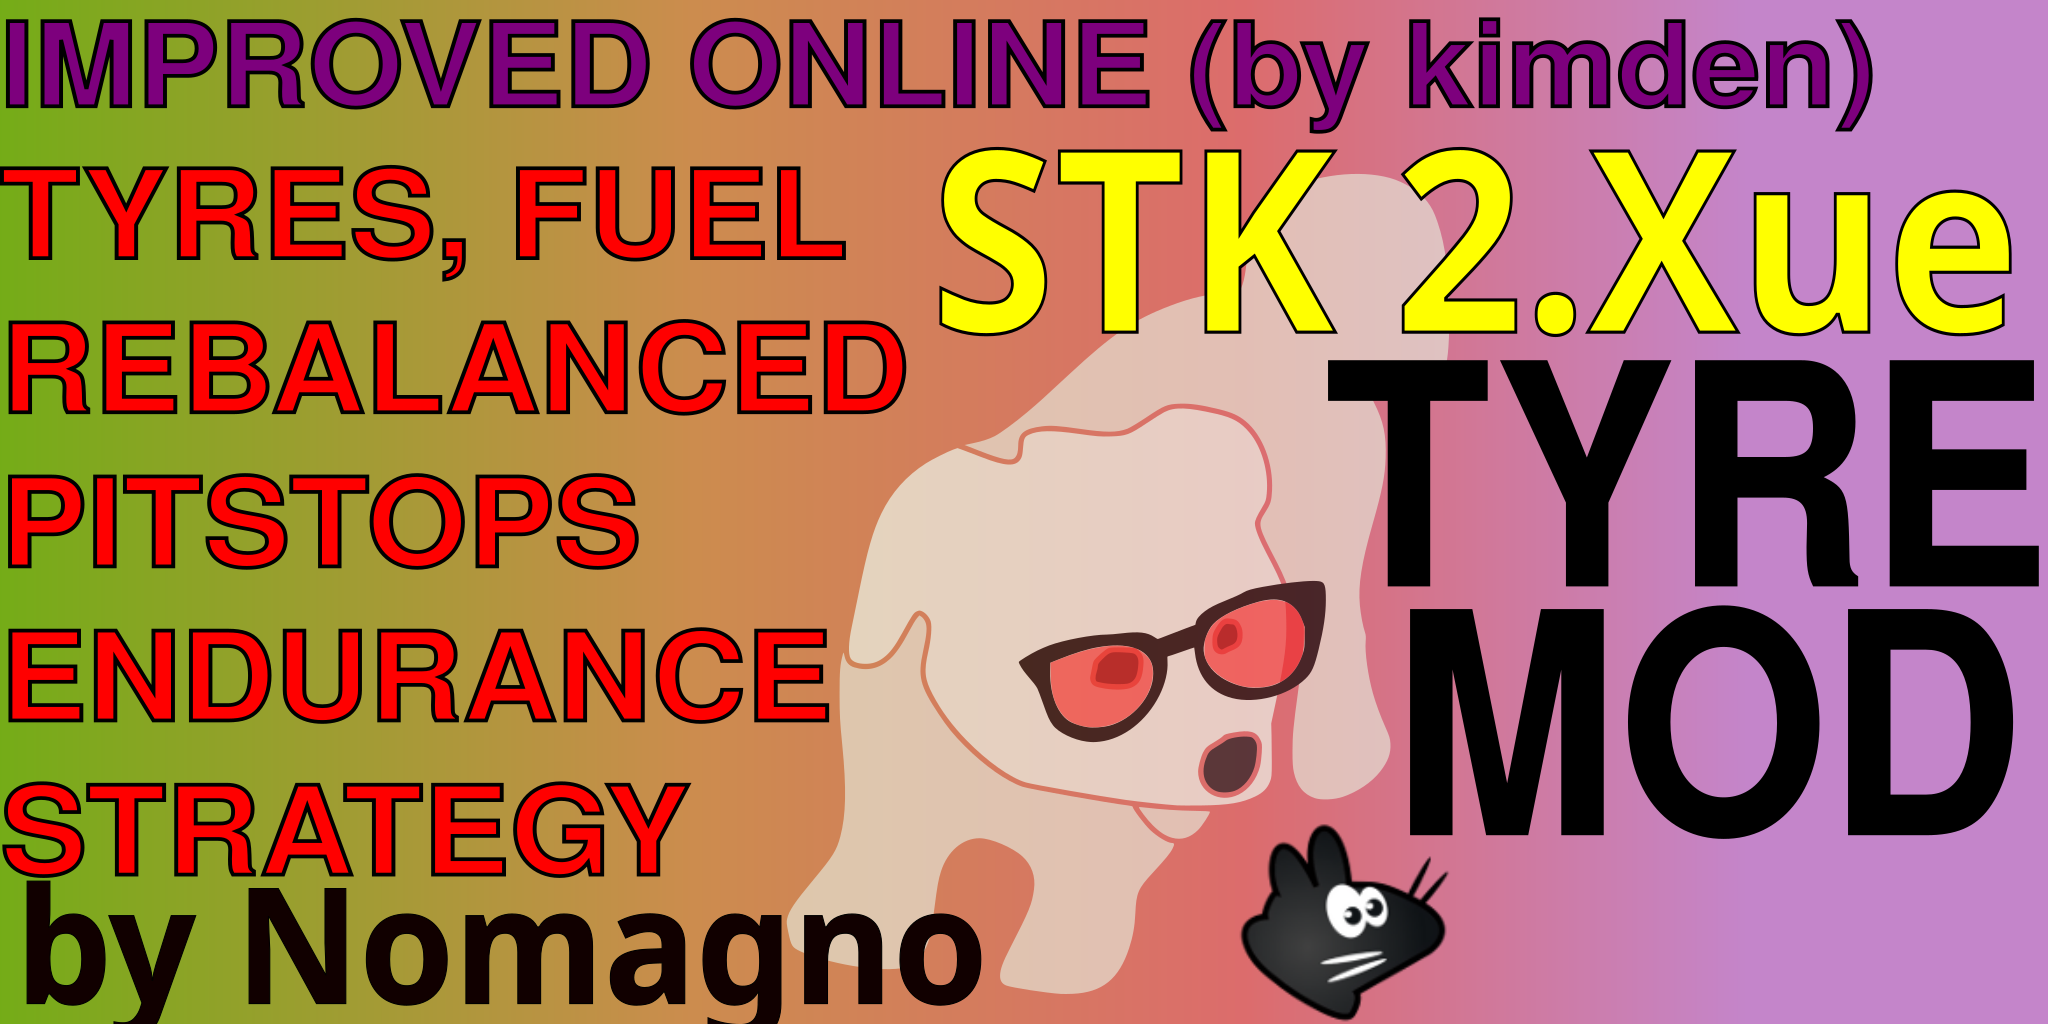 IMPROVED ONLINE (by kimden)
STK 2.Xue
TYRE
MOD
TYRES, FUEL
REBALANCED
PITSTOPS
ENDURANCE
STRATEGY
by Nomagno